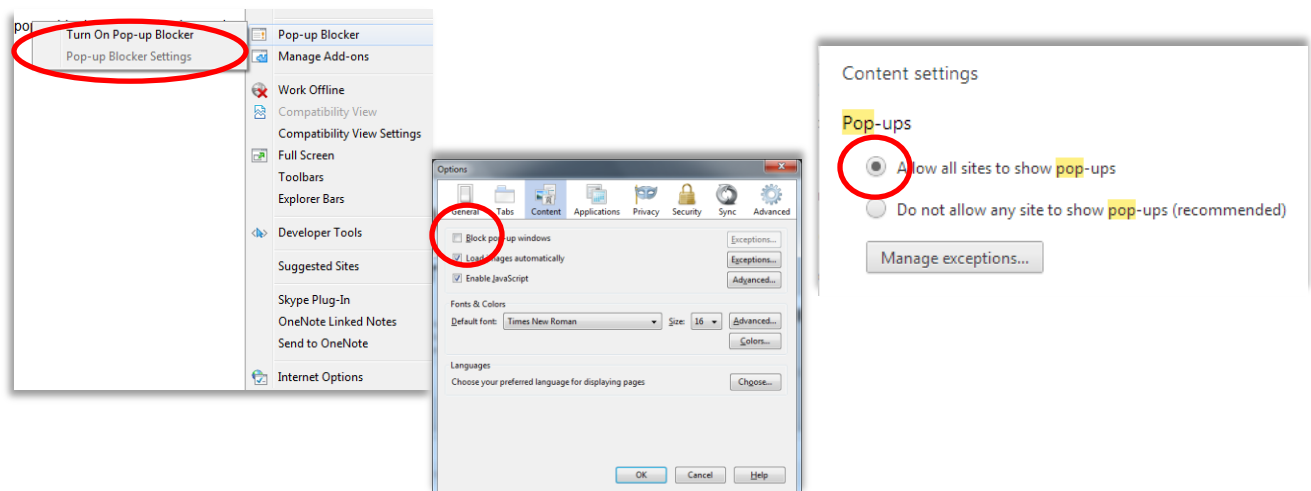 Turn On Pop-up Blocker
Pop-up Blocker Settings
Pop-up Blocker
Manage Add-ons
Work Offline
Compatibility View
Compatibility View Settings
Full Screen
Toolbars
Explorer Bars
Developer Tools
Suggested Sites
Skype Plug-In
OneNote Linked Notes
Send to OneNote
Internet Options
Options
General Tabs Content Applications Privacy Security Sync Advanced
Block pop-up windows Exceptions...
Load images automatically Exceptions...
Enable JavaScript Advanced...
Fonts & Colors
Default font: Times New Roman Size: 16 Advanced...
Colors...
Languages
Choose your preferred language for displaying pages Choose...
OK Cancel Help
Content settings
Pop-ups
Allow all sites to show pop-ups
Do not allow any site to show pop-ups (recommended)
Manage exceptions...